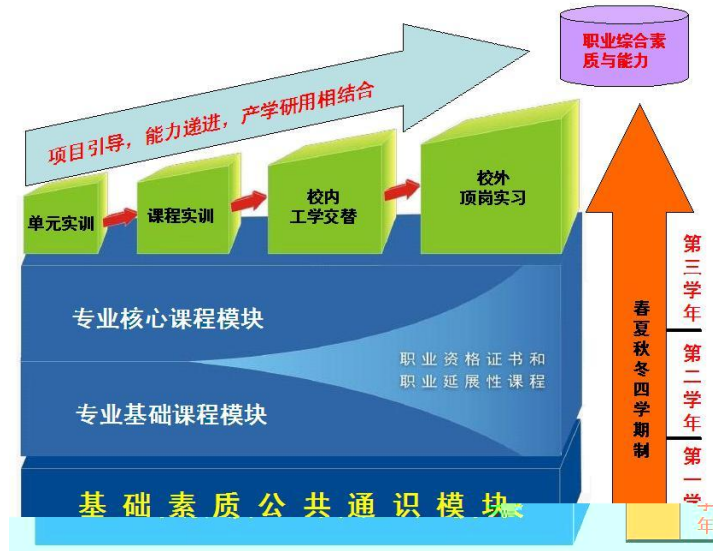 职业综合素
质与能力
项目引导，能力递进，产学研用相结合
单元实训
课程实训
校内
工学交替
校外
顶岗实习
专业核心课程模块
职业资格证书和
职业延展性课程
专业基础课程模块
基础素质公共通识模块
春夏秋冬四学期制
第三学年
第二学年
第一学年